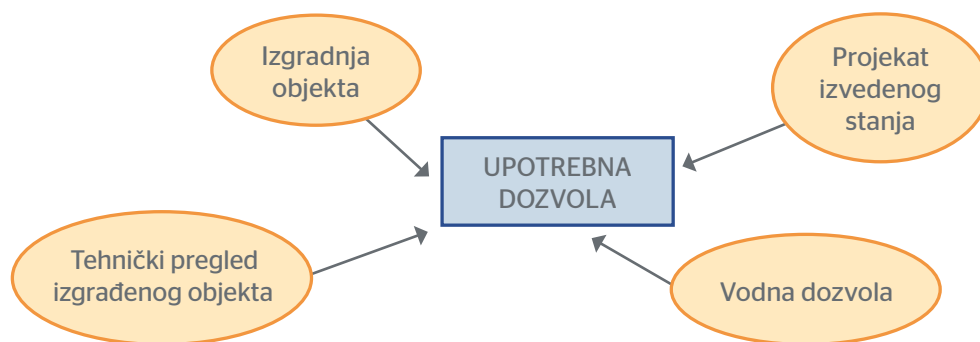 Izgradnja
objekta
Projekat
izvedenog
stanja
UPOTREBNA
DOZVOLA
Tehnički pregled
izgrađenog objekta
Vodna dozvola